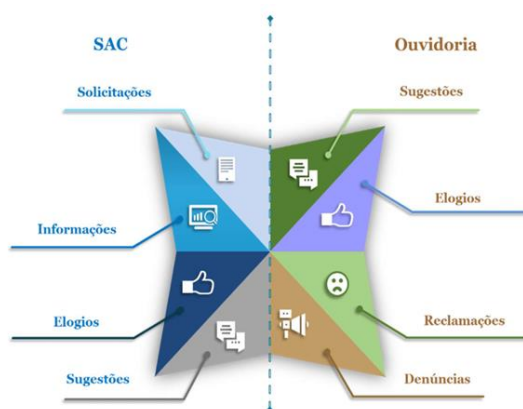 SAC
Ouvidoria
Solicitações
Sugestões
Informações
Elogios
Elogios
Reclamações
Sugestões
Denúncias